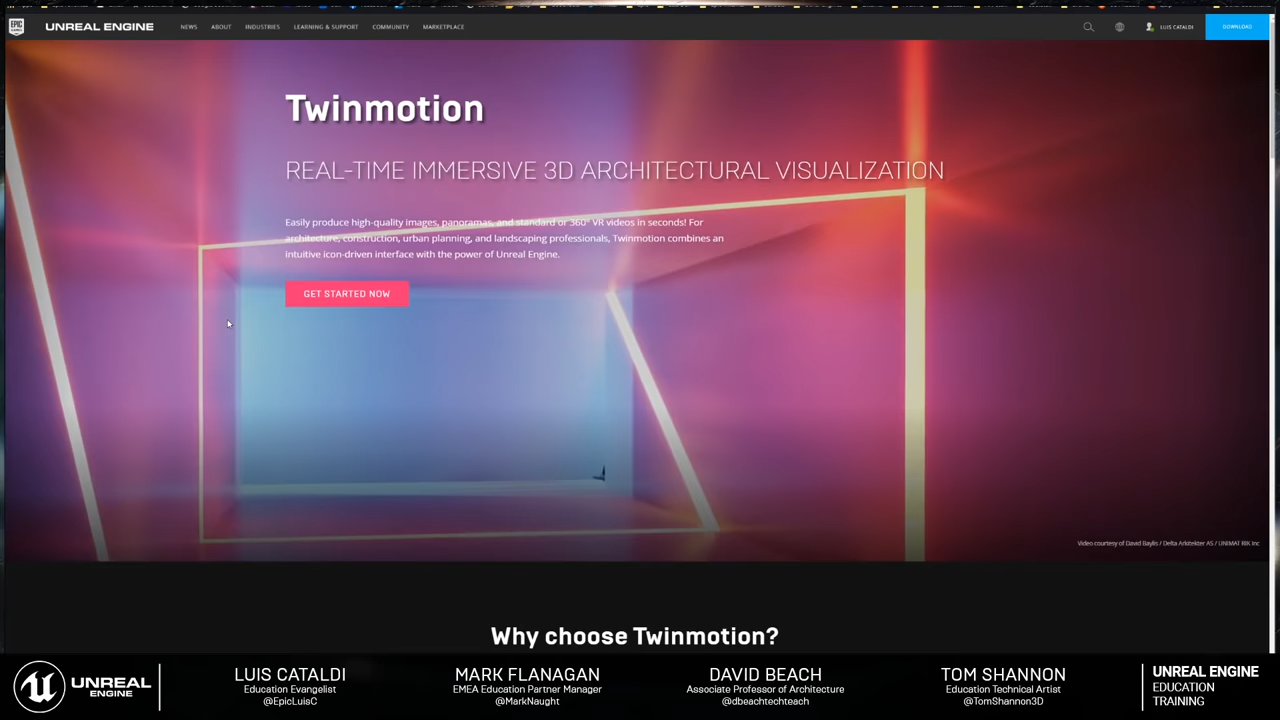 EPIC GAMES
UNREAL ENGINE
NEWS
ABOUT
INDUSTRIES
LEARNING & SUPPORT
COMMUNITY
MARKETPLACE
LUIS CATALDI
DOWNLOAD
Twinmotion
REAL-TIME IMMERSIVE 3D ARCHITECTURAL VISUALIZATION
Easily produce high-quality images, panoramas, and standard or 360° VR videos in seconds! For
architecture, construction, urban planning, and landscaping professionals, Twinmotion combines an
intuitive icon-driven interface with the power of Unreal Engine.
GET STARTED NOW
Video courtesy of David Baylis / Delta Arkitekter AS / UNIMAT RIK Inc
Why choose Twinmotion?
UNREAL
ENGINE
LUIS CATALDI
Education Evangelist
@EpicLuisC
MARK FLANAGAN
EMEA Education Partner Manager
@MarkNaught
DAVID BEACH
Associate Professor of Architecture
@dbeachtechteach
TOM SHANNON
Education Technical Artist
@TomShannon3D
UNREAL ENGINE
EDUCATION
TRAINING